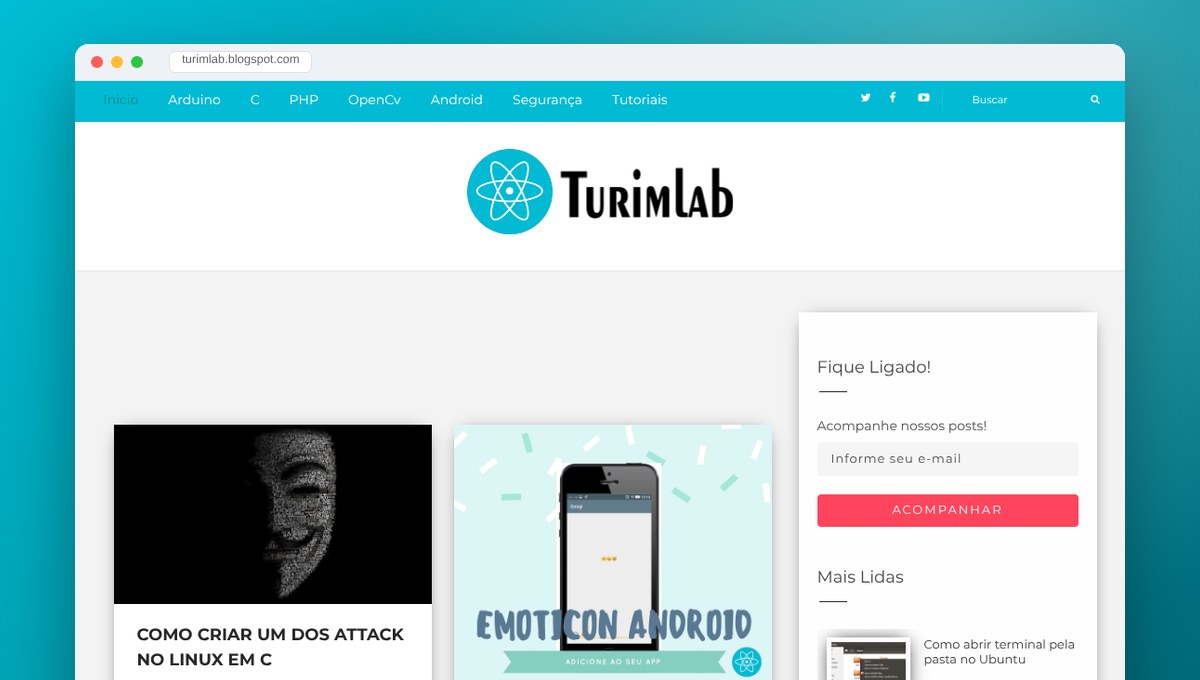 turimlab.blogspot.com
Inicio Arduino C PHP OpenCv Android Segurança Tutoriais Buscar
Turimlab
Fique Ligado!
Acompanhe nossos posts!
Informe seu e-mail
ACOMPANHAR
Mais Lidas
Como abrir terminal pela
pasta no Ubuntu
COMO CRIAR UM DOS ATTACK
NO LINUX EM C
Emoji
EMOTICON ANDROID
ADICIONE AO SEU APP